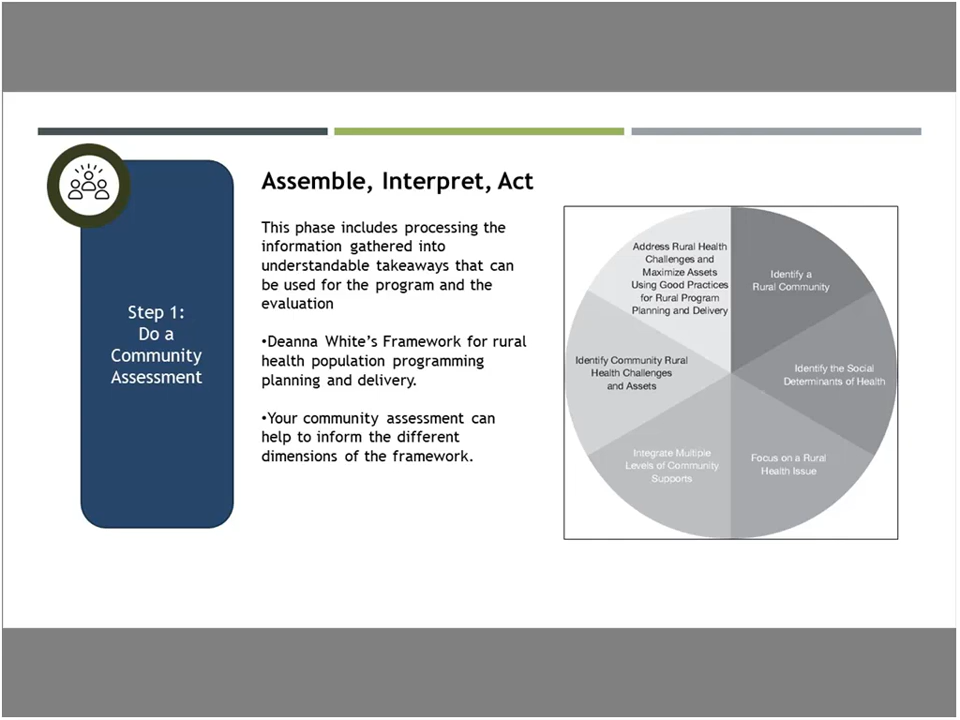 Step 1:
Do a
Community
Assessment
Assemble, Interpret, Act
This phase includes processing the
information gathered into
understandable takeaways that can
be used for the program and the
evaluation
•Deanna White's Framework for rural
health population programming
planning and delivery.
•Your community assessment can
help to inform the different
dimensions of the framework.
Address Rural Health
Challenges and
Maximize Assets
Using Good Practices
for Rural Program
Planning and Delivery
Identify a
Rural Community
Identify the Social
Determinants of Health
Focus on a Rural
Health Issue
Integrate Multiple
Levels of Community
Supports
Identify Community Rural
Health Challenges
and Assets